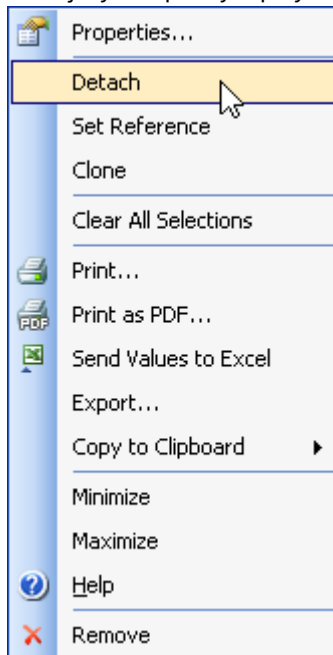 Properties...
Detach
Set Reference
Clone
Clear All Selections
Print...
PDF
Print as PDF...
Send Values to Excel
Export...
Copy to Clipboard
Minimize
Maximize
Help
Remove